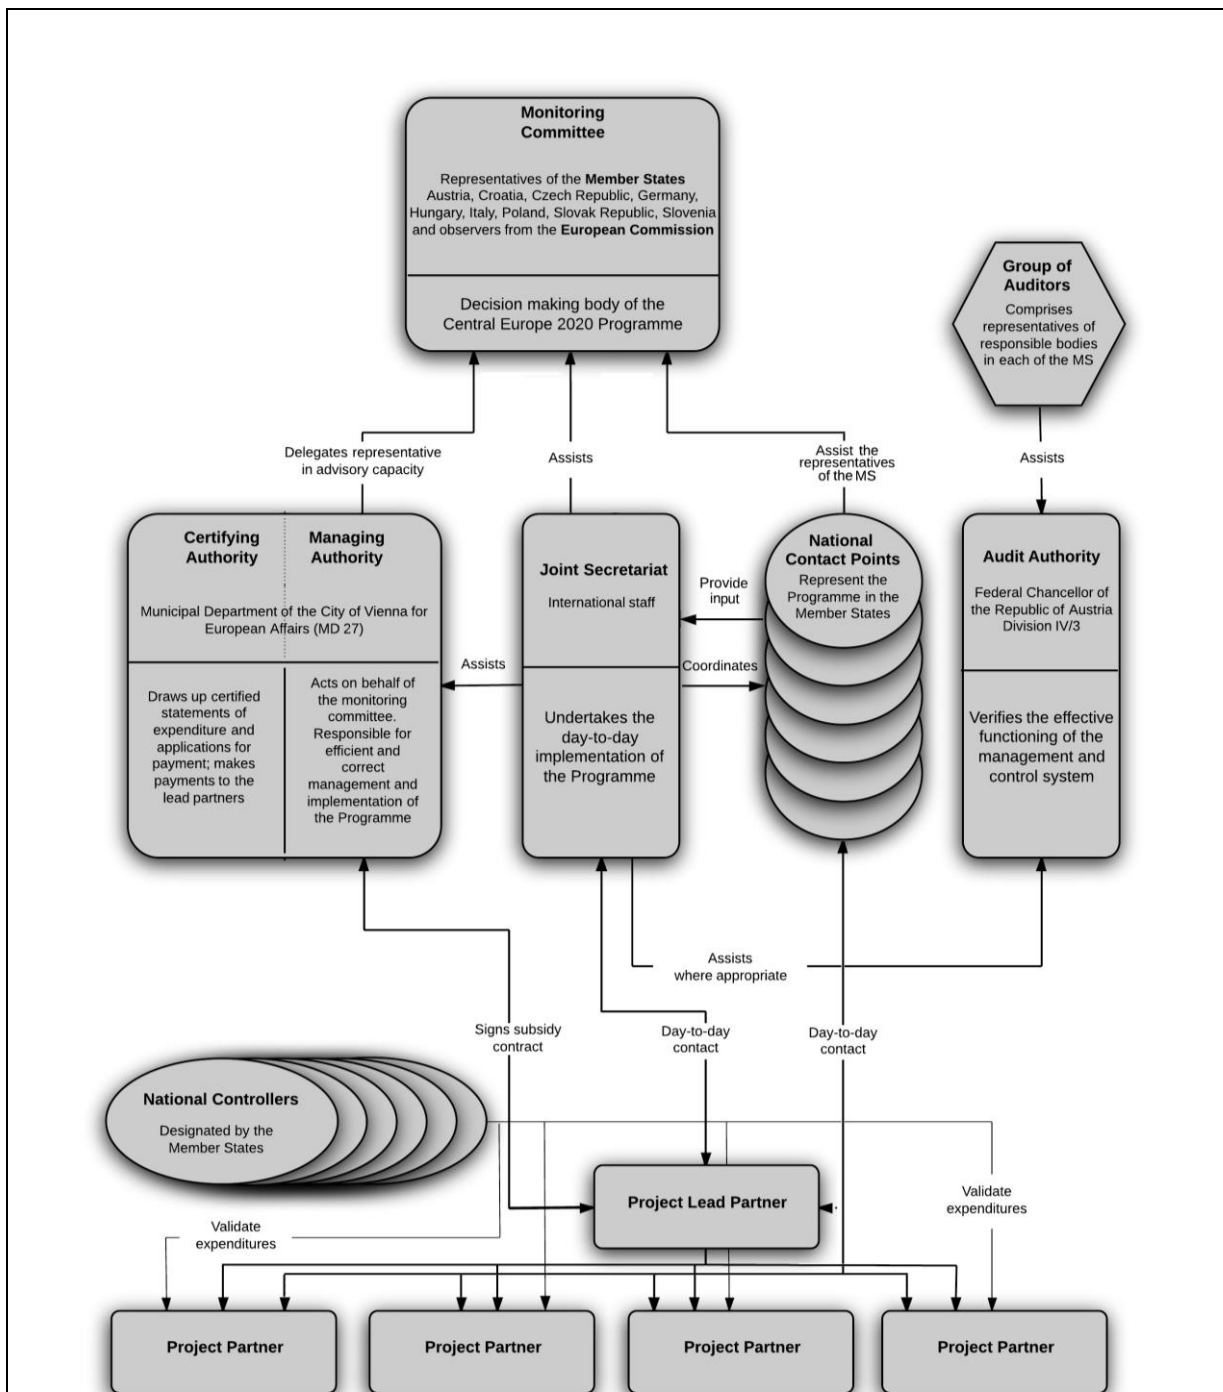 Monitoring
Committee
Representatives of the Member States
Austria, Croatia, Czech Republic, Germany,
Hungary, Italy, Poland, Slovak Republic, Slovenia
and observers from the European Commission
Decision making body of the
Central Europe 2020 Programme
Group of
Auditors
Comprises
representatives of
responsible bodies
in each of the MS
Delegates representative
in advisory capacity
Assists
Assist the
representatives
of the MS
Assists
Certifying
Authority
Managing
Authority
Municipal Department of the City of Vienna for
European Affairs (MD 27)
Draws up certified
statements of
expenditure and
applications for
payment; makes
payments to the
lead partners
Acts on behalf of
the monitoring
committee.
Responsible for
efficient and
correct
management and
implementation of
the Programme
Assists
Joint Secretariat
International staff
Undertakes the
day-to-day
implementation of
the Programme
Provide
input
Coordinates
National
Contact Points
Represent the
Programme in the
Member States
Audit Authority
Federal Chancellor of
the Republic of Austria
Division IV/3
Verifies the effective
functioning of the
management and
control system
Assists
where appropriate
Signs subsidy
contract
Day-to-day
contact
Day-to-day
contact
National Controllers
Designated by the
Member States
Project Lead Partner
Validate
expenditures
Validate
expenditures
Project Partner
Project Partner
Project Partner
Project Partner